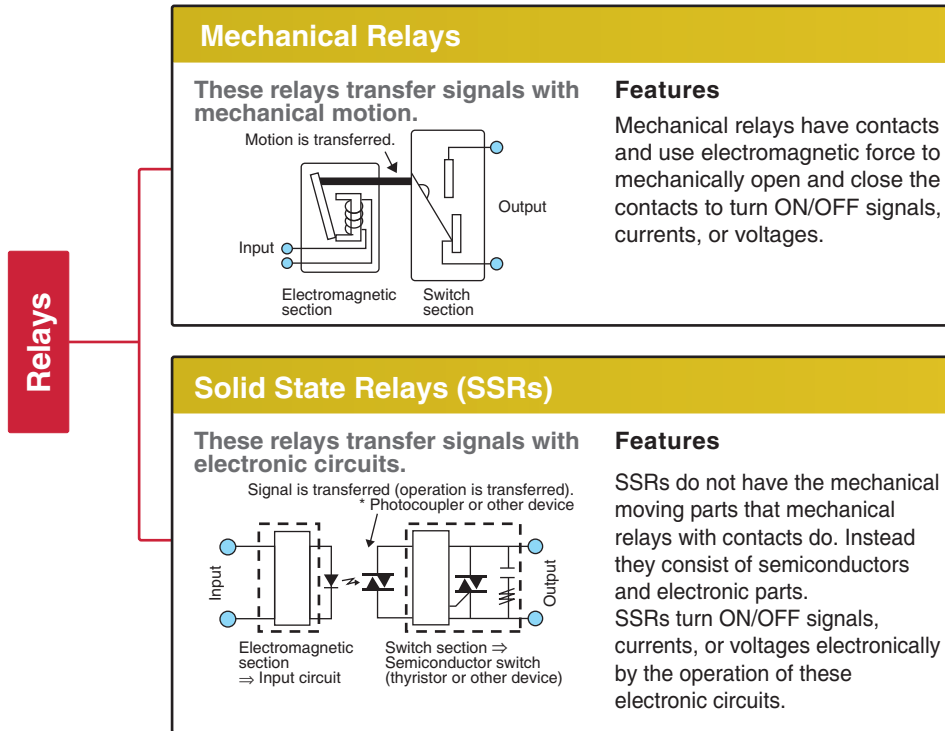 Relays
Mechanical Relays
These relays transfer signals with
mechanical motion.
Motion is transferred.
Input
Output
Electromagnetic
section
Switch
section
Features
Mechanical relays have contacts
and use electromagnetic force to
mechanically open and close the
contacts to turn ON/OFF signals,
currents, or voltages.
Solid State Relays (SSRs)
These relays transfer signals with
electronic circuits.
Signal is transferred (operation is transferred).
* Photocoupler or other device
Input
Output
Electromagnetic
section
⇒ Input circuit
Switch section ⇒
Semiconductor switch
(thyristor or other device)
Features
SSRs do not have the mechanical
moving parts that mechanical
relays with contacts do. Instead
they consist of semiconductors
and electronic parts.
SSRs turn ON/OFF signals,
currents, or voltages electronically
by the operation of these
electronic circuits.